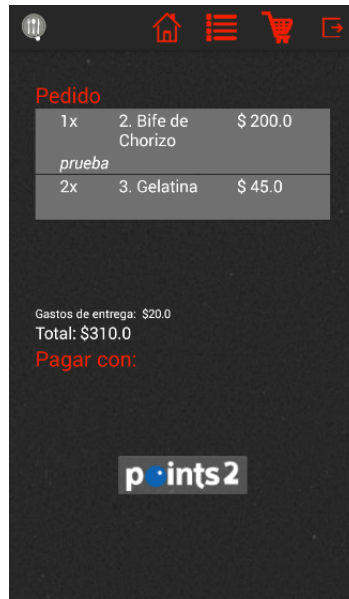 Pedido
1x 2. Bife de $ 200.0
Chorizo
prueba
2x 3. Gelatina $ 45.0
Gastos de entrega: $20.0
Total: $310.0
Pagar con:
points2